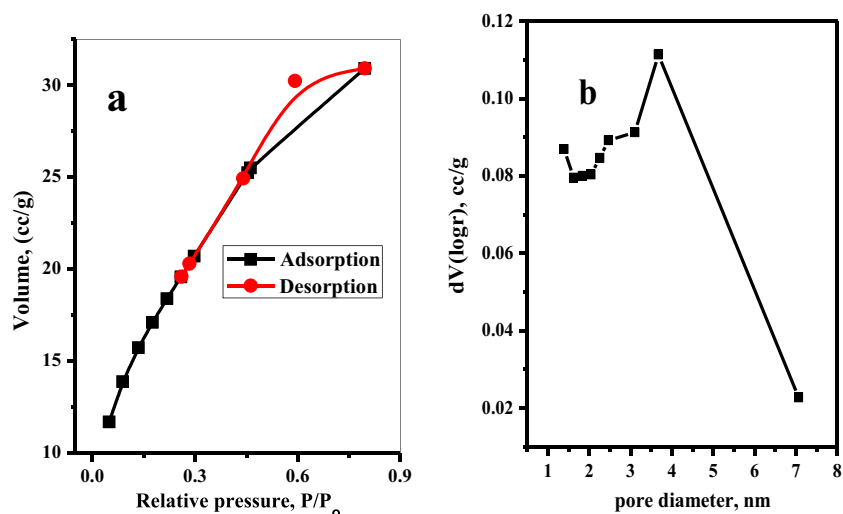 a
Volume, (cc/g)
30
25
20
15
10
Adsorption
Desorption
0.0 0.3 0.6 0.9
Relative pressure, P/Po
b
dV(logr), cc/g
0.12
0.10
0.08
0.06
0.04
0.02
1 2 3 4 5 6 7 8
pore diameter, nm